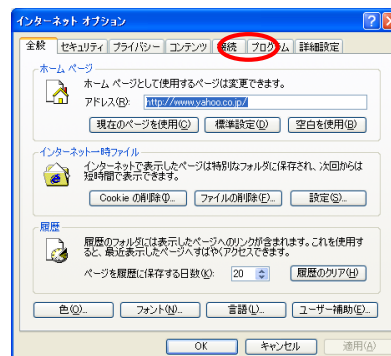 インターネット オプション
全般 セキュリティ プライバシー コンテンツ 接続 プログラム 詳細設定
ホーム ページ
ホーム ページとして使用するページは変更できます。
アドレス(R): http://www.yahoo.co.jp/
現在のページを使用(C) 標準設定(D) 空白を使用(B)
インターネット一時ファイル
インターネットで表示したページは特別なフォルダに保存され、次回からは
短時間で表示できます。
Cookie の削除(I)... ファイルの削除(F)... 設定(S)...
履歴
履歴のフォルダには表示したページへのリンクが含まれます。これを使用す
ると、最近表示したページへすばやくアクセスできます。
ページを履歴に保存する日数(K): 20 履歴のクリア(H)
色(O)... フォント(N)... 言語(L)... ユーザー補助(E)...
OK キャンセル 適用(A)